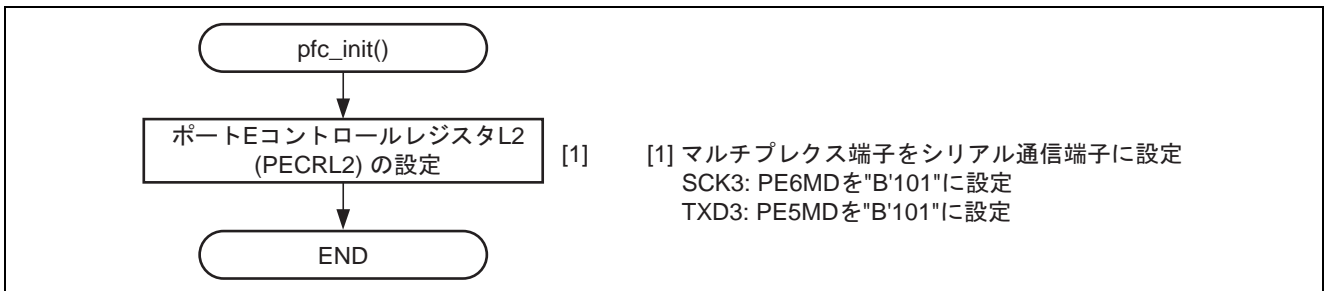 pfc_init()
ポートEコントロールレジスタL2
(PECRL2) の設定
[1]
[1] マルチプレクス端子をシリアル通信端子に設定
SCK3: PE6MDを"B'101"に設定
TXD3: PE5MDを"B'101"に設定
END